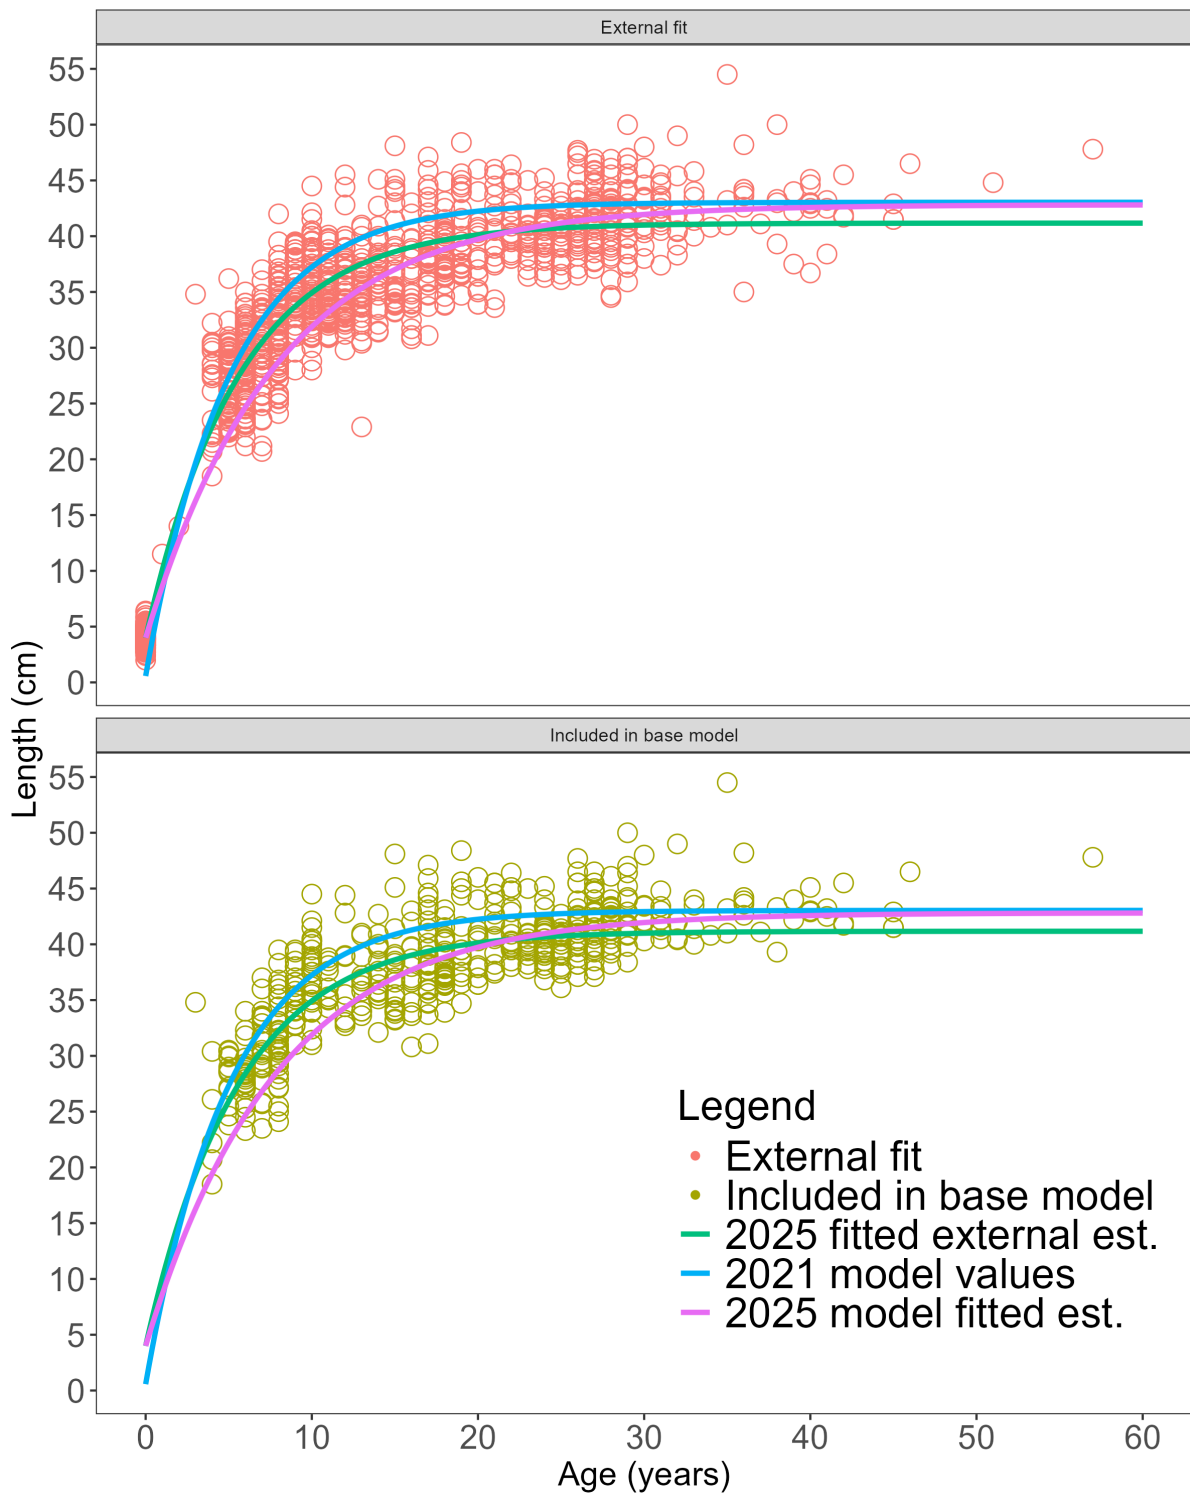 External fit
55
50
45
40
35
30
25
20
15
10
5
0
Length (cm)
Included in base model
55
50
45
40
35
30
25
20
15
10
5
0
Legend
External fit
Included in base model
2025 fitted external est.
2021 model values
2025 model fitted est.
0 10 20 30 40 50 60
Age (years)